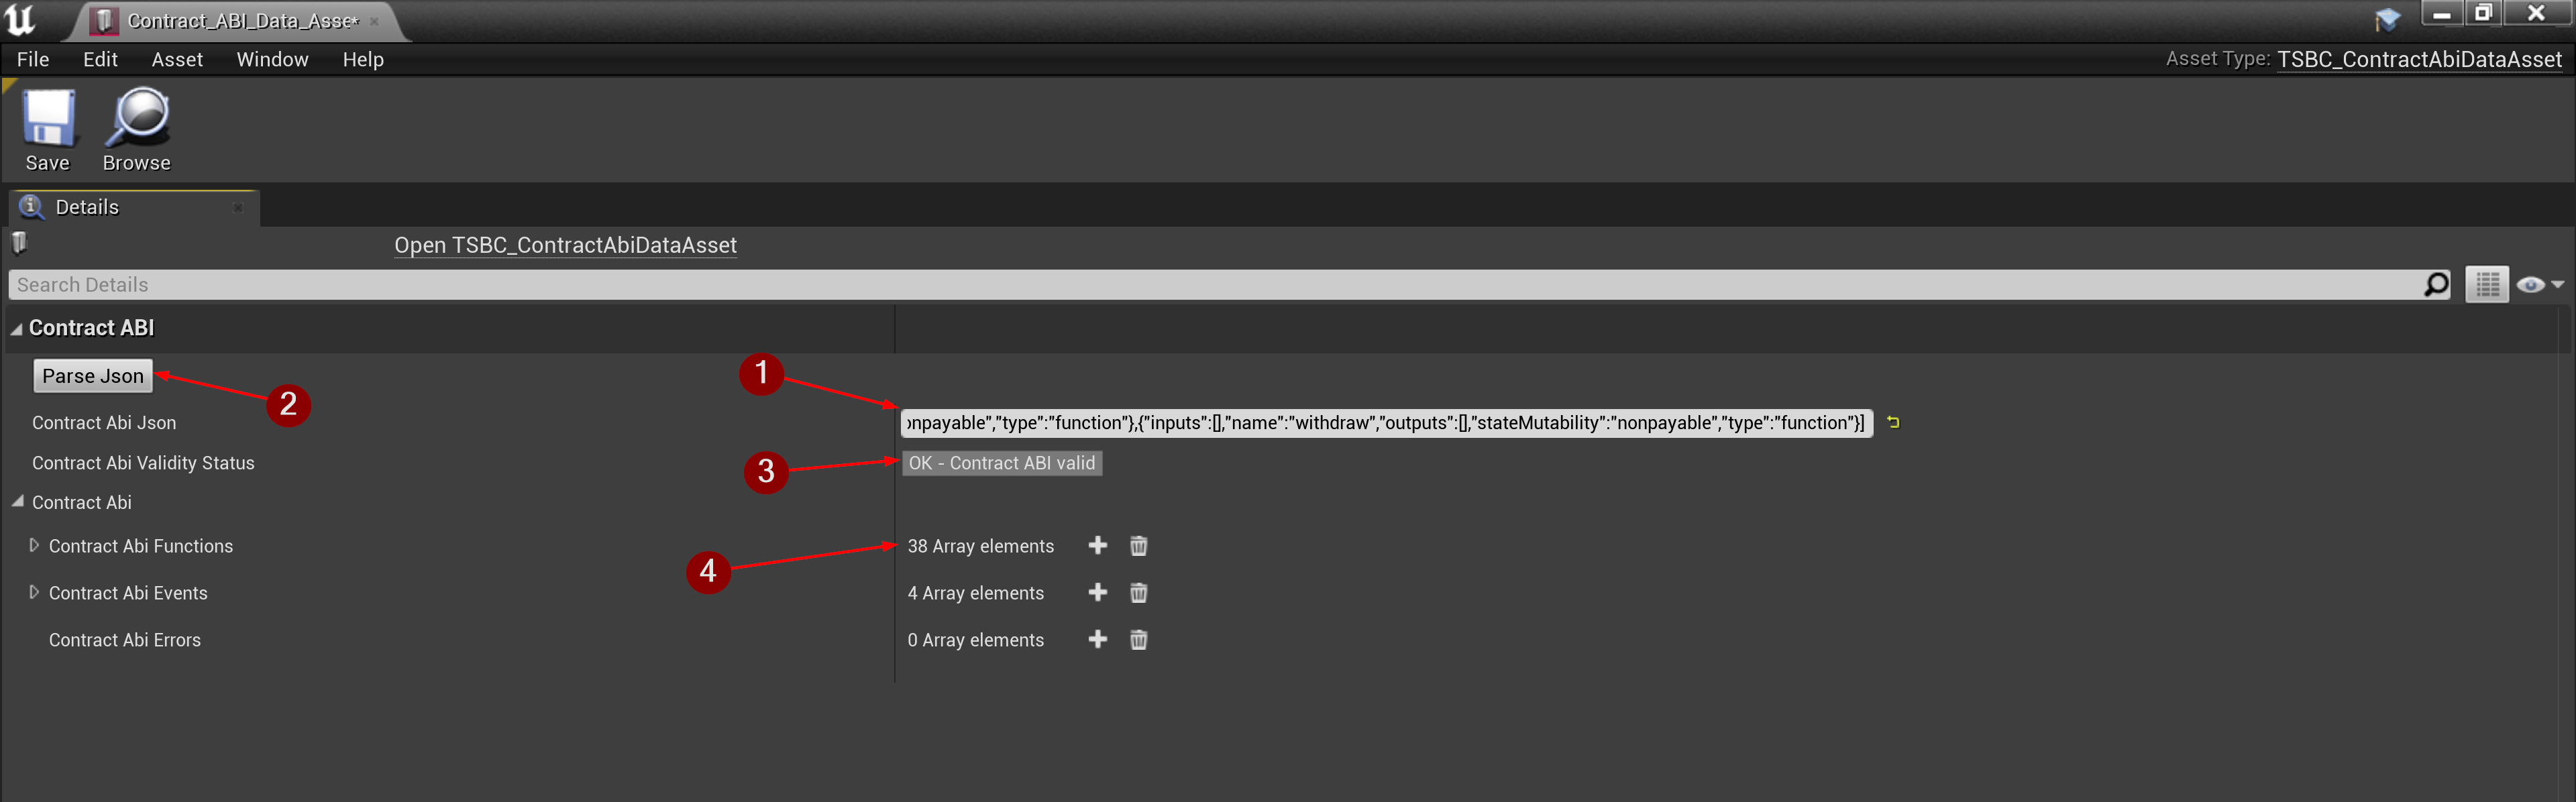 Contract_ABI_Data_Asse*
File Edit Asset Window Help
Asset Type: TSBC_ContractAbiDataAsset
Save Browse
Details
Open TSBC_ContractAbiDataAsset
Search Details
Contract ABI
Parse Json
2
1
Contract Abi Json
onpayable","type":"function"},{"inputs":[],"name":"withdraw","outputs":[],"stateMutability":"nonpayable","type":"function"}]
Contract Abi Validity Status
3
OK - Contract ABI valid
Contract Abi
Contract Abi Functions
4
38 Array elements
Contract Abi Events
4 Array elements
Contract Abi Errors
0 Array elements